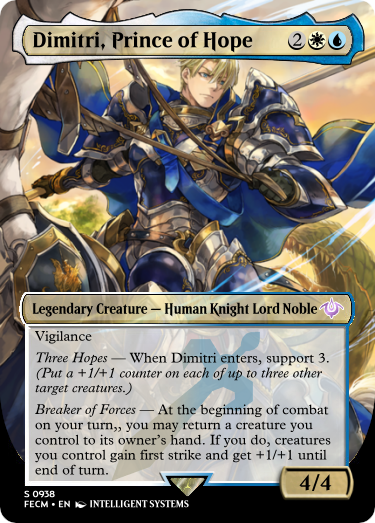 Dimitri, Prince of Hope 2
Legendary Creature — Human Knight Lord Noble
Vigilance
Three Hopes — When Dimitri enters, support 3.
(Put a +1/+1 counter on each of up to three other
target creatures.)
Breaker of Forces — At the beginning of combat
on your turn,, you may return a creature you
control to its owner's hand. If you do, creatures
you control gain first strike and get +1/+1 until
end of turn.
4/4
S 0938
FECM • EN INTELLIGENT SYSTEMS